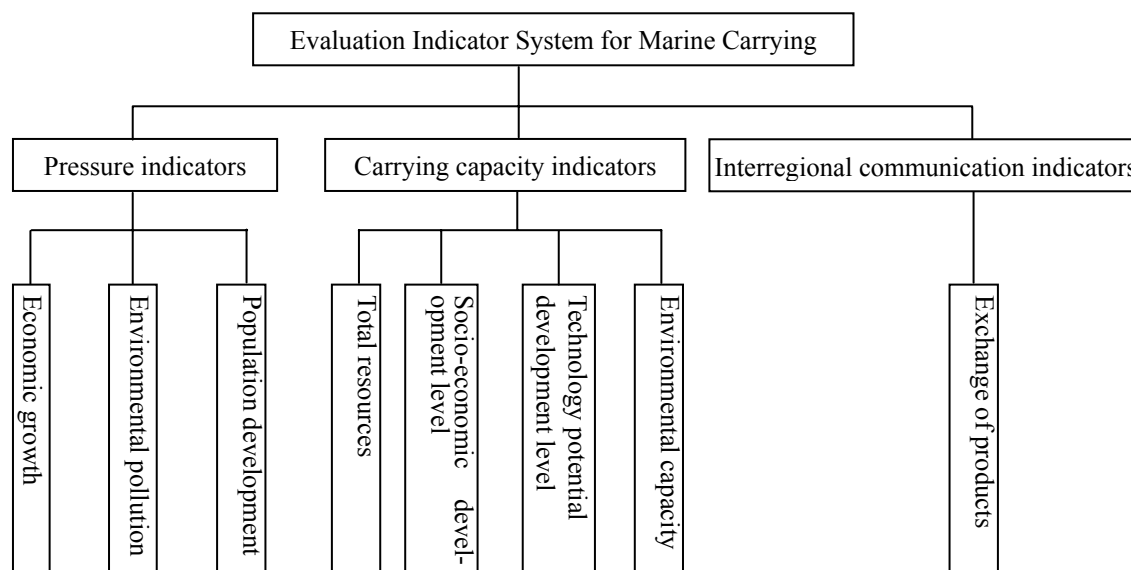 Evaluation Indicator System for Marine Carrying
Pressure indicators
Carrying capacity indicators
Interregional communication indicators
Economic growth
Environmental pollution
Population development
Total resources
Socio-economic devel-
opment level
Technology potential
development level
Environmental capacity
Exchange of products